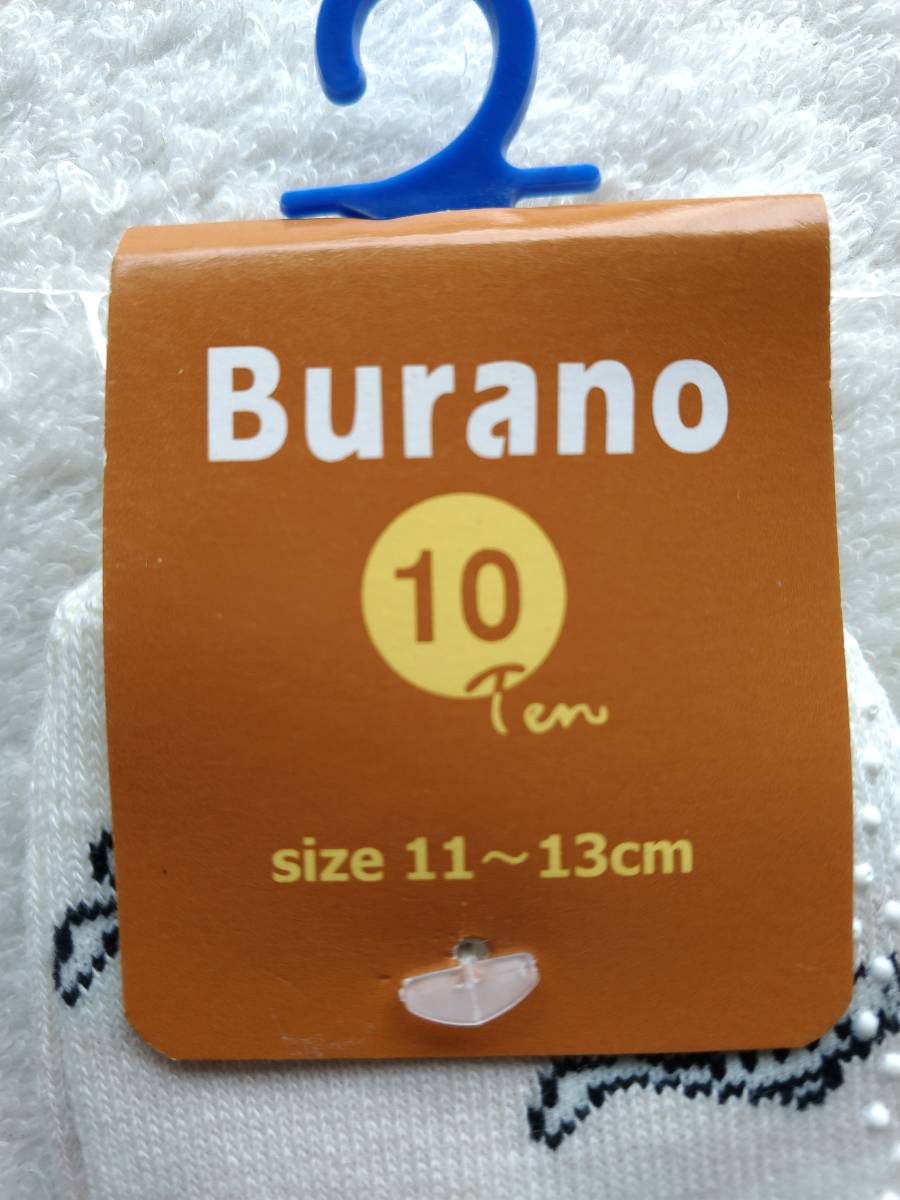 Burano
10
Ten
size 11～13cm